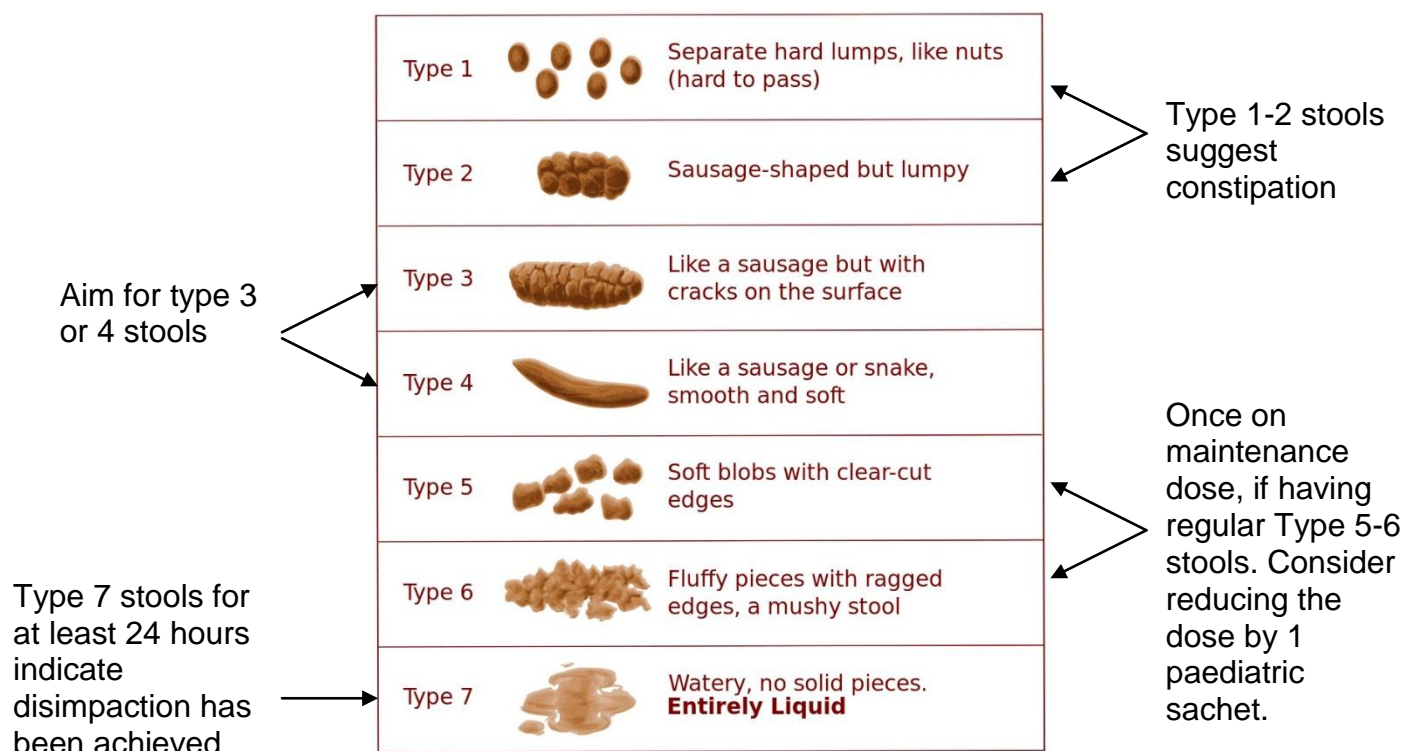 Type 1
Separate hard lumps, like nuts
(hard to pass)
Type 1-2 stools
suggest
constipation
Type 2
Sausage-shaped but lumpy
Aim for type 3
or 4 stools
Type 3
Like a sausage but with
cracks on the surface
Type 4
Like a sausage or snake,
smooth and soft
Once on
maintenance
dose, if having
regular Type 5-6
stools. Consider
reducing the
dose by 1
paediatric
sachet.
Type 5
Soft blobs with clear-cut
edges
Type 6
Fluffy pieces with ragged
edges, a mushy stool
Type 7 stools for
at least 24 hours
indicate
disimpaction has
been achieved
Type 7
Watery, no solid pieces.
Entirely Liquid